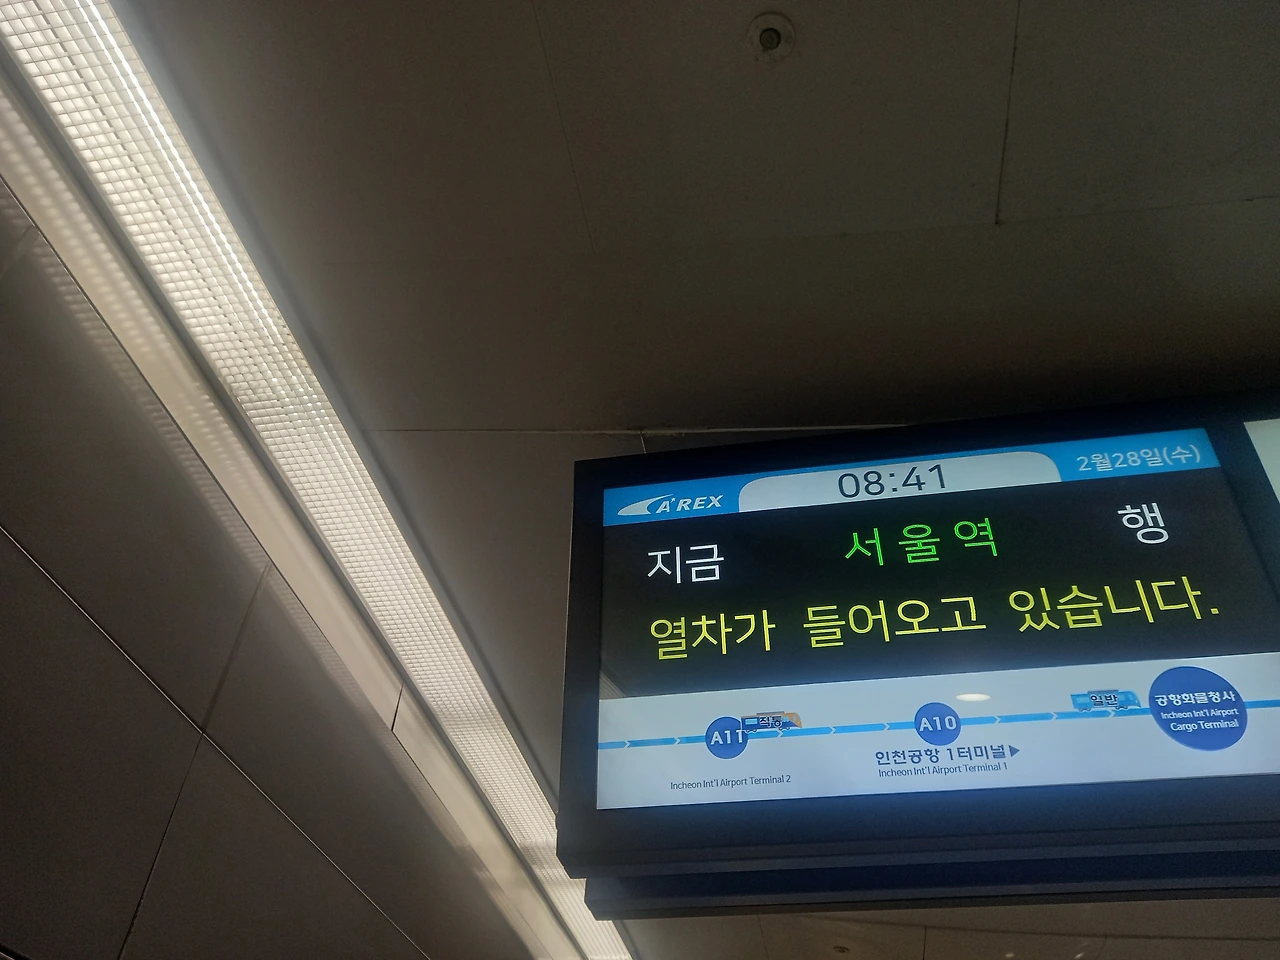 A'REX 08:41 2월28일(수)
지금 서울역 행
열차가 들어오고 있습니다.
A11 직통 A10 일반 공항화물청사
Incheon Int'l Airport
Cargo Terminal
인천공항 1터미널▶
Incheon Int'l Airport Terminal 2 Incheon Int'l Airport Terminal 1